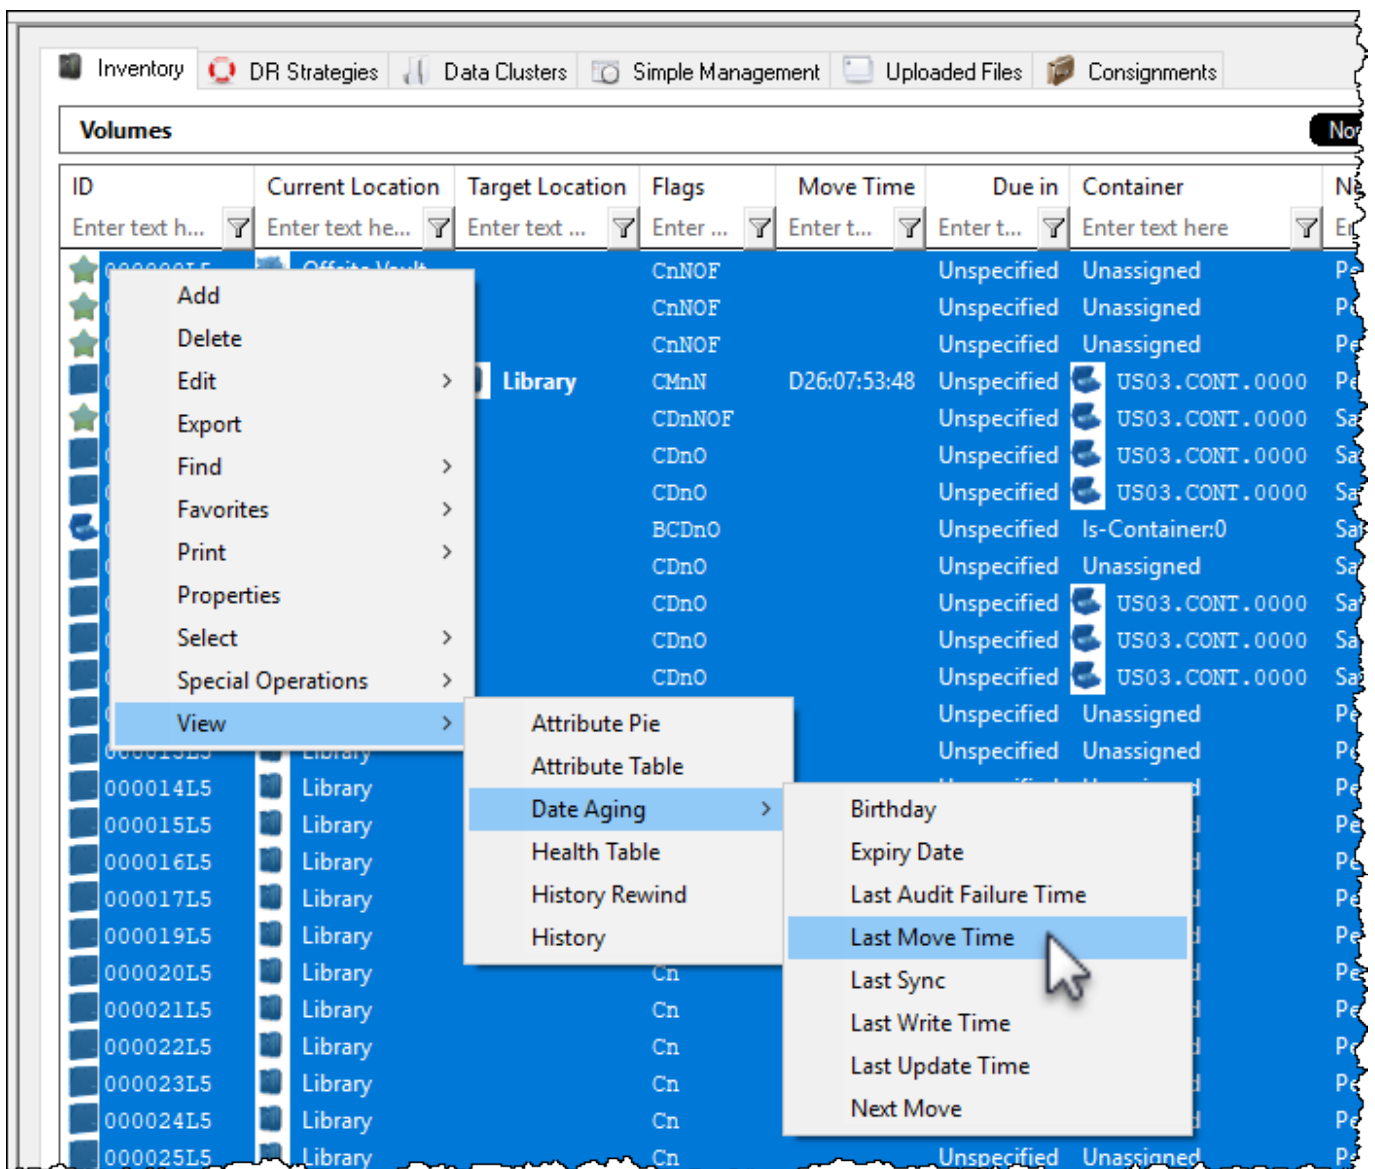 Inventory DR Strategies Data Clusters Simple Management Uploaded Files Consignments
Volumes
ID Current Location Target Location Flags Move Time Due in Container
Enter text h... Enter text he... Enter text ... Enter ... Enter t... Enter t... Enter text here
CnNOF Unspecified Unassigned
Add
CnNOF Unspecified Unassigned
Delete
CnNOF Unspecified Unassigned
Edit
Library CMnN D26:07:53:48 Unspecified US03.CONT.0000
Export
CDnNOF Unspecified US03.CONT.0000
Find
CDnO Unspecified US03.CONT.0000
Favorites
CDnO Unspecified US03.CONT.0000
BCDnO Unspecified Is-Container:0
Print
CDnO Unspecified Unassigned
Properties
CDnO Unspecified US03.CONT.0000
Select
CDnO Unspecified US03.CONT.0000
Special Operations
CDnO Unspecified US03.CONT.0000
View
Attribute Pie
Unspecified Unassigned
Unspecified Unassigned
Attribute Table
000014L5 Library
Date Aging
Birthday
000015L5 Library
Health Table
Expiry Date
000016L5 Library
History Rewind
Last Audit Failure Time
000017L5 Library
History
Last Move Time
000019L5 Library
000020L5 Library Cn
Last Sync
000021L5 Library Cn
Last Write Time
000022L5 Library Cn
Last Update Time
000023L5 Library Cn
Next Move
000024L5 Library Cn
000025L5 Library Cn Unspecified Unassigned